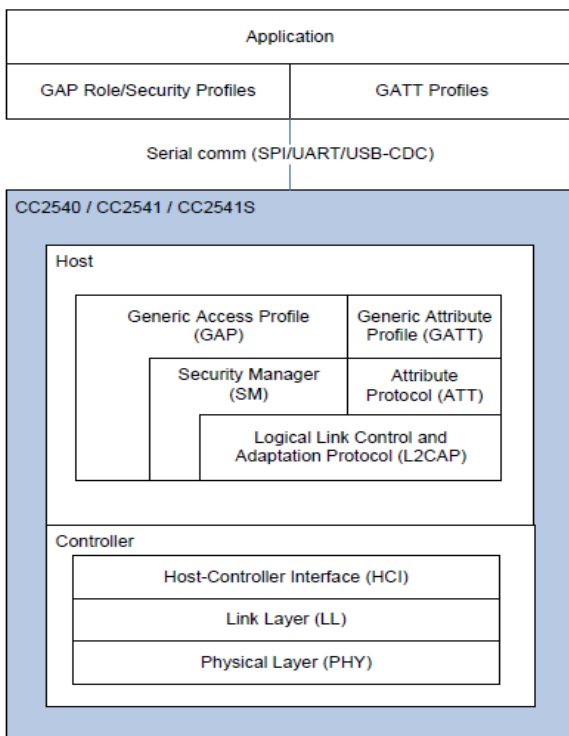 Application
GAP Role/Security Profiles
GATT Profiles
Serial comm (SPI/UART/USB-CDC)
CC2540 / CC2541 / CC2541S
Host
Generic Access Profile
(GAP)
Generic Attribute
Profile (GATT)
Security Manager
(SM)
Attribute
Protocol (ATT)
Logical Link Control and
Adaptation Protocol (L2CAP)
Controller
Host-Controller Interface (HCI)
Link Layer (LL)
Physical Layer (PHY)